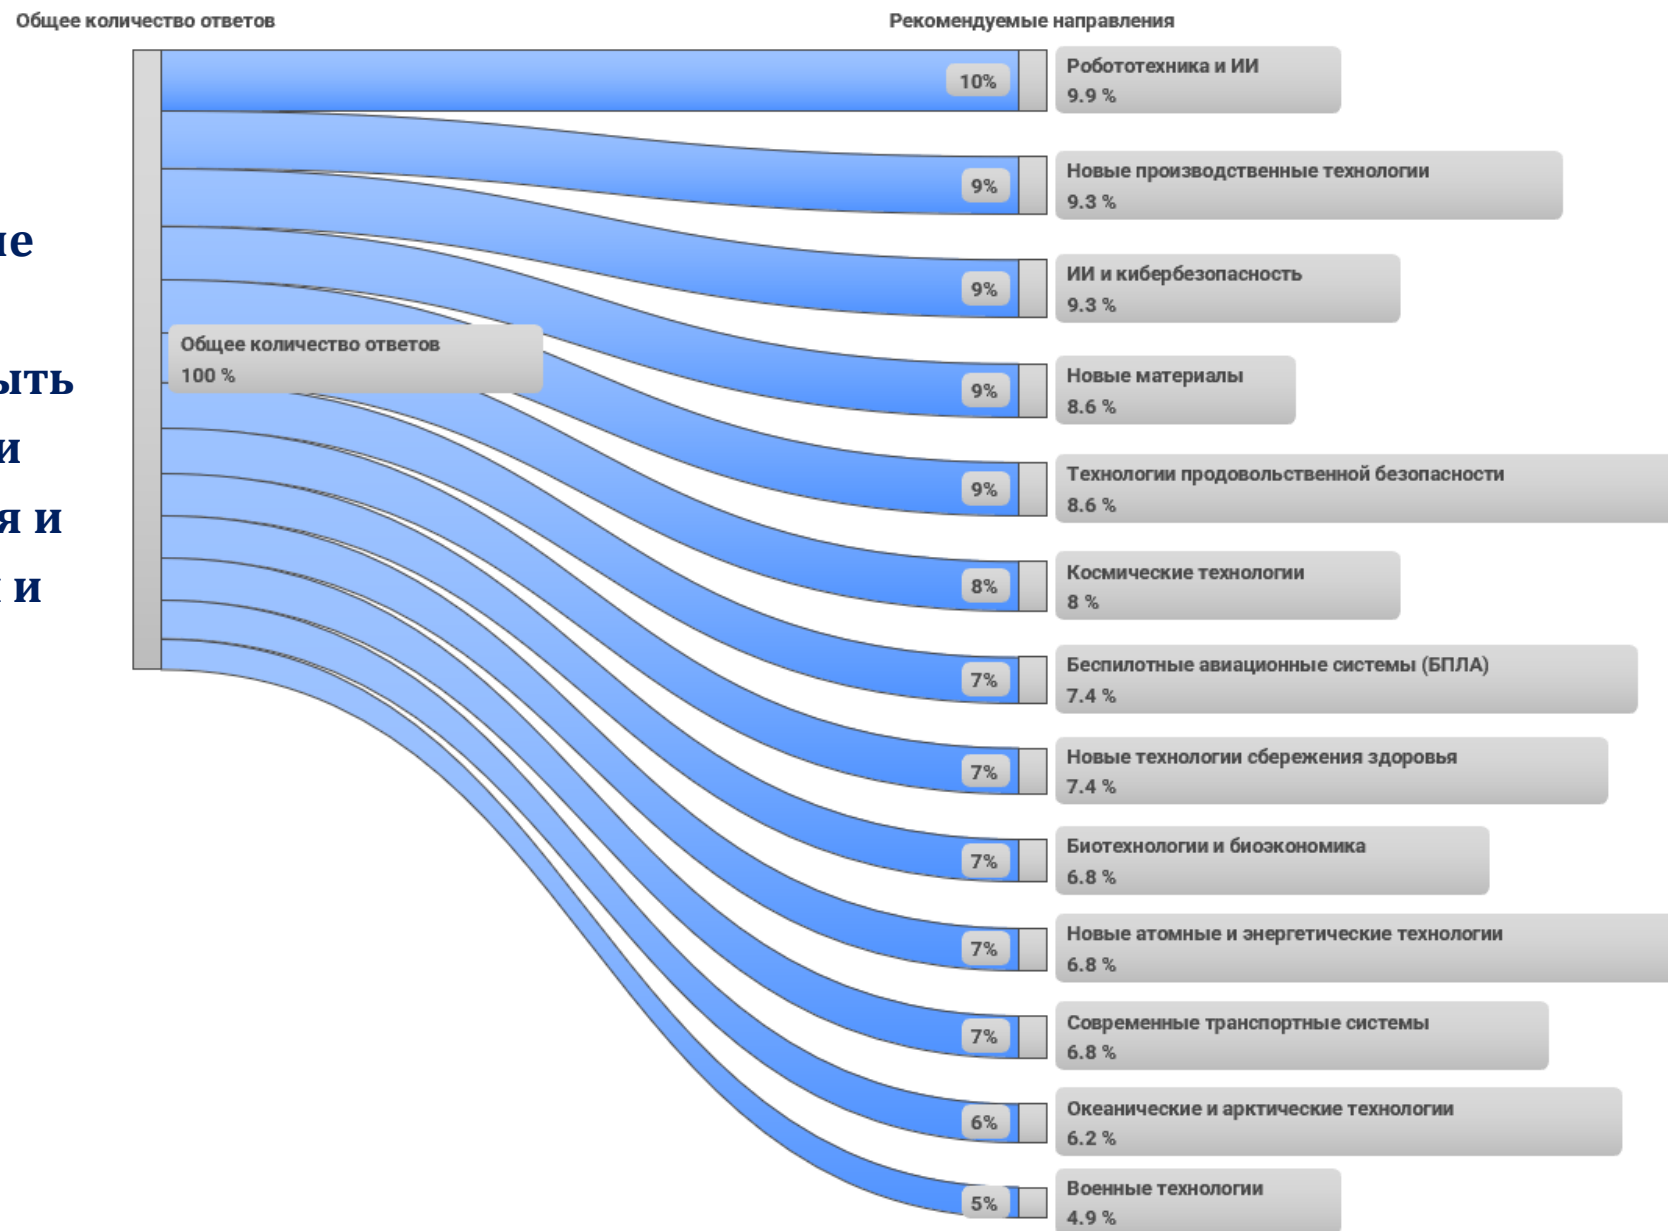 Общее количество ответов
Рекомендуемые направления
10%
Робототехника и ИИ
9.9 %
9%
Новые производственные технологии
9.3 %
9%
ИИ и кибербезопасность
9.3 %
Общее количество ответов
100 %
9%
Новые материалы
8.6 %
9%
Технологии продовольственной безопасности
8.6 %
8%
Космические технологии
8 %
7%
Беспилотные авиационные системы (БПЛА)
7.4 %
7%
Новые технологии сбережения здоровья
7.4 %
7%
Биотехнологии и биоэкономика
6.8 %
7%
Новые атомные и энергетические технологии
6.8 %
7%
Современные транспортные системы
6.8 %
6%
Океанические и арктические технологии
6.2 %
5%
Военные технологии
4.9 %